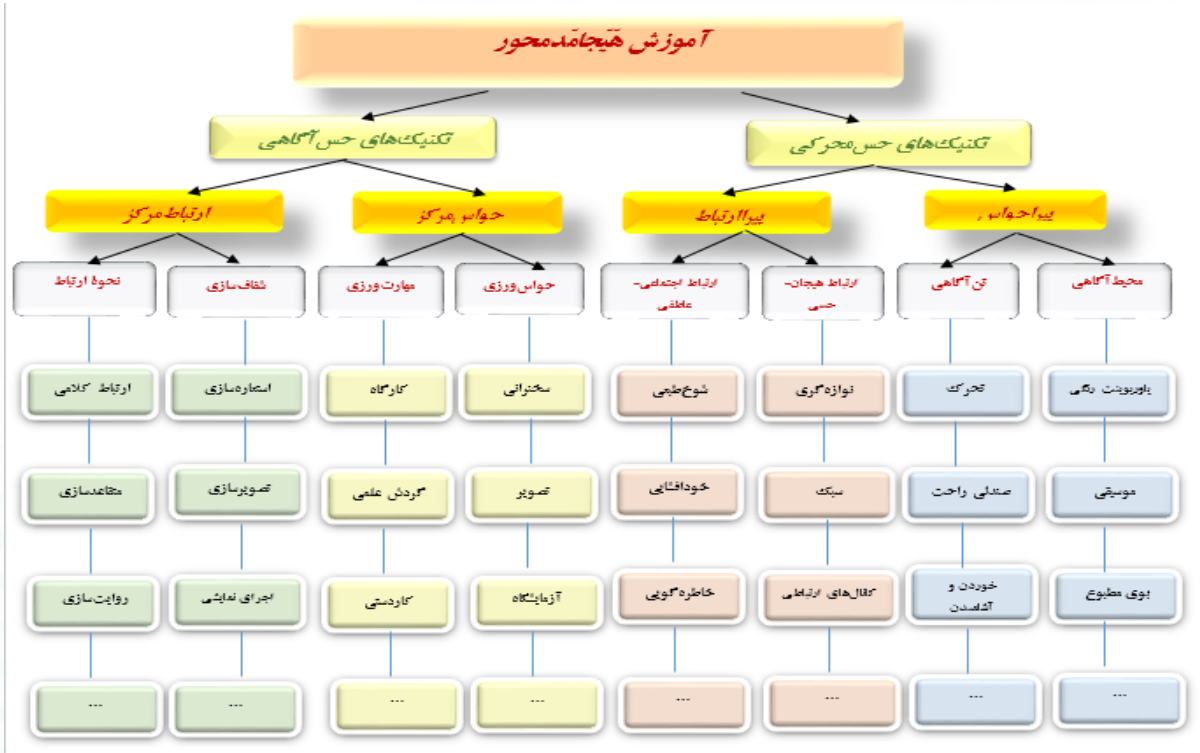 آموزش هَیجامَدمحور
تکنیک‌های حس‌محرکی
تکنیک‌های حس‌آگاهی
پیراحواس
پیراارتباط
حواس‌مرکز
ارتباط‌مرکز
محیط‌آگاهی
تن‌آگاهی
ارتباط هیجان-
حسی
ارتباط اجتماعی-
عاطفی
حواس‌ورزی
مهارت‌ورزی
شفاف‌سازی
نحوهٔ ارتباط
پاورپوینت رنگی
تحرک
نوازه‌گری
شوخ‌طبعی
سخنرانی
کارگاه
استعاره‌سازی
ارتباط کلامی
موسیقی
صندلی راحت
سبک
خودافشایی
تصویر
گردش علمی
تصویرسازی
متقاعدسازی
بوی مطبوع
خوردن و
آشامیدن
کانال‌های ارتباطی
خاطره‌گویی
آزمایشگاه
کاردستی
اجرای نمایشی
روایت‌سازی
...
...
...
...
...
...
...
...